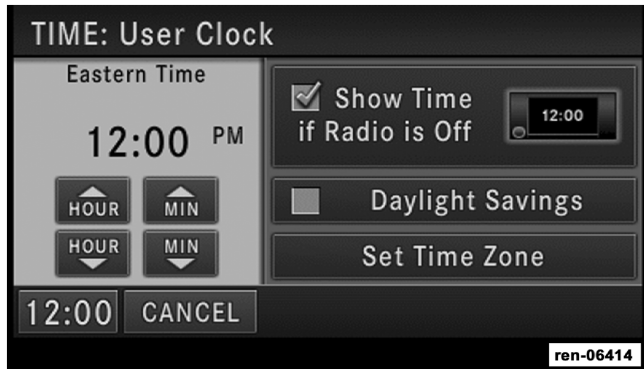 TIME: User Clock
Eastern Time
12:00 PM
HOUR MIN
HOUR MIN
Show Time
if Radio is Off
12:00
Daylight Savings
Set Time Zone
12:00 CANCEL
ren-06414